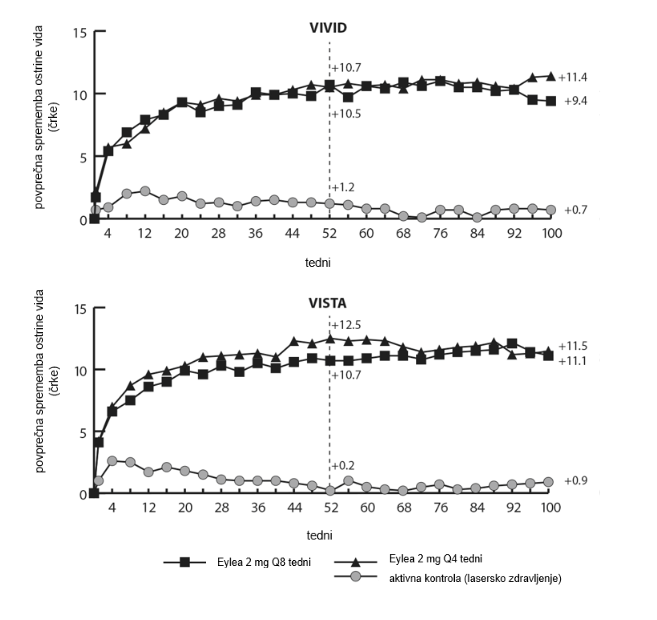 VIVID
povprečna sprememba ostrine vida
(črke)
15
10
5
0
+10.7
+10.5
+1.2
+11.4
+9.4
+0.7
4 12 20 28 36 44 52 60 68 76 84 92 100
tedni
VISTA
povprečna sprememba ostrine vida
(črke)
15
10
5
0
+12.5
+10.7
+0.2
+11.5
+11.1
+0.9
4 12 20 28 36 44 52 60 68 76 84 92 100
tedni
Eylea 2 mg Q8 tedni
Eylea 2 mg Q4 tedni
aktivna kontrola (lasersko zdravljenje)